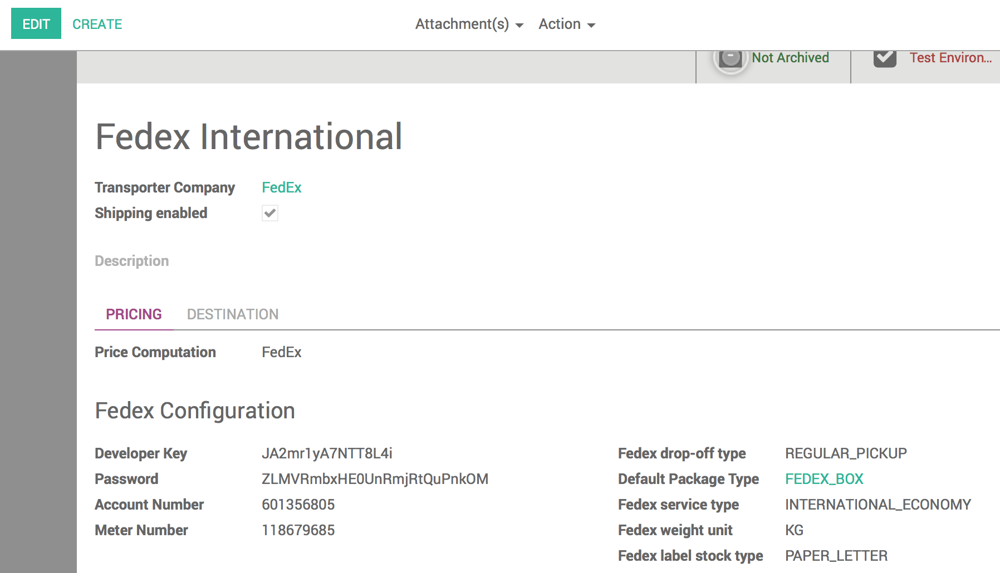 EDIT CREATE Attachment(s) Action
Not Archived Test Environ...
Fedex International
Transporter Company FedEx
Shipping enabled
Description
PRICING DESTINATION
Price Computation FedEx
Fedex Configuration
Developer Key JA2mr1yA7NTT8L4i Fedex drop-off type REGULAR_PICKUP
Password ZLMVRmbxHE0UnRmjRtQuPnkOM Default Package Type FEDEX_BOX
Account Number 601356805 Fedex service type INTERNATIONAL_ECONOMY
Meter Number 118679685 Fedex weight unit KG
Fedex label stock type PAPER_LETTER